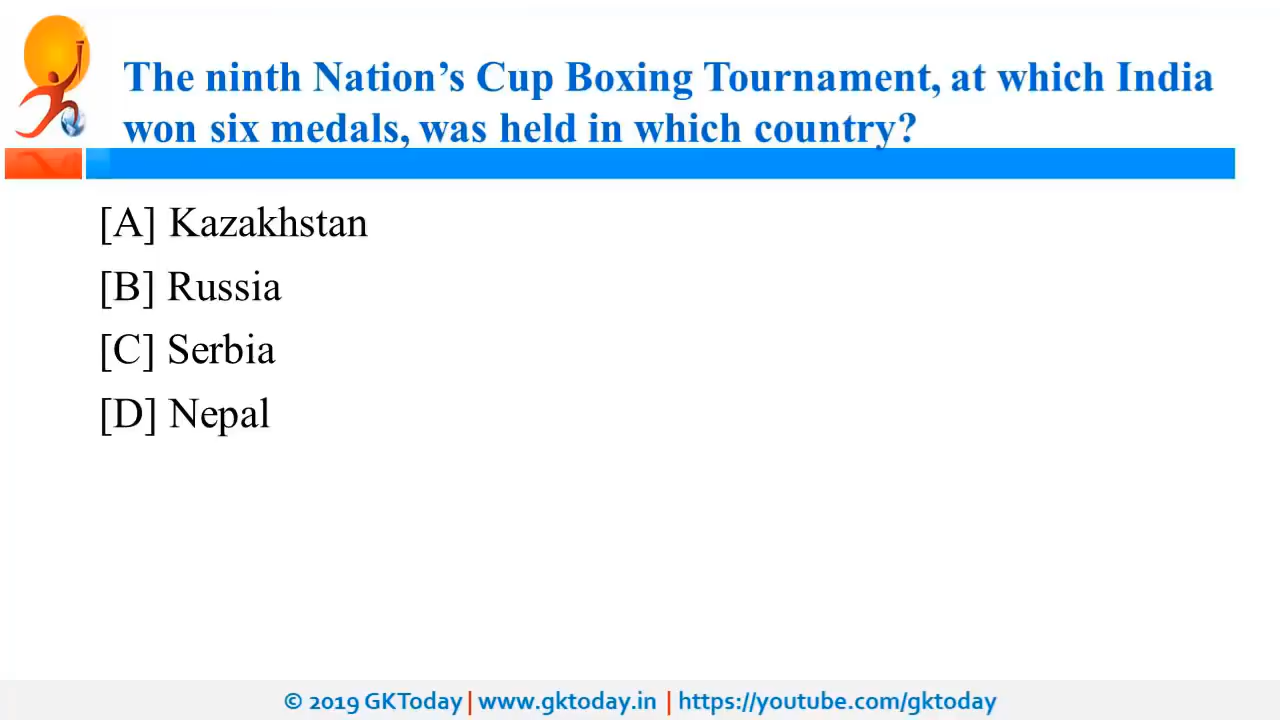 The ninth Nation’s Cup Boxing Tournament, at which India
won six medals, was held in which country?
[A] Kazakhstan
[B] Russia
[C] Serbia
[D] Nepal
© 2019 GKToday | www.gktoday.in | https://youtube.com/gktoday